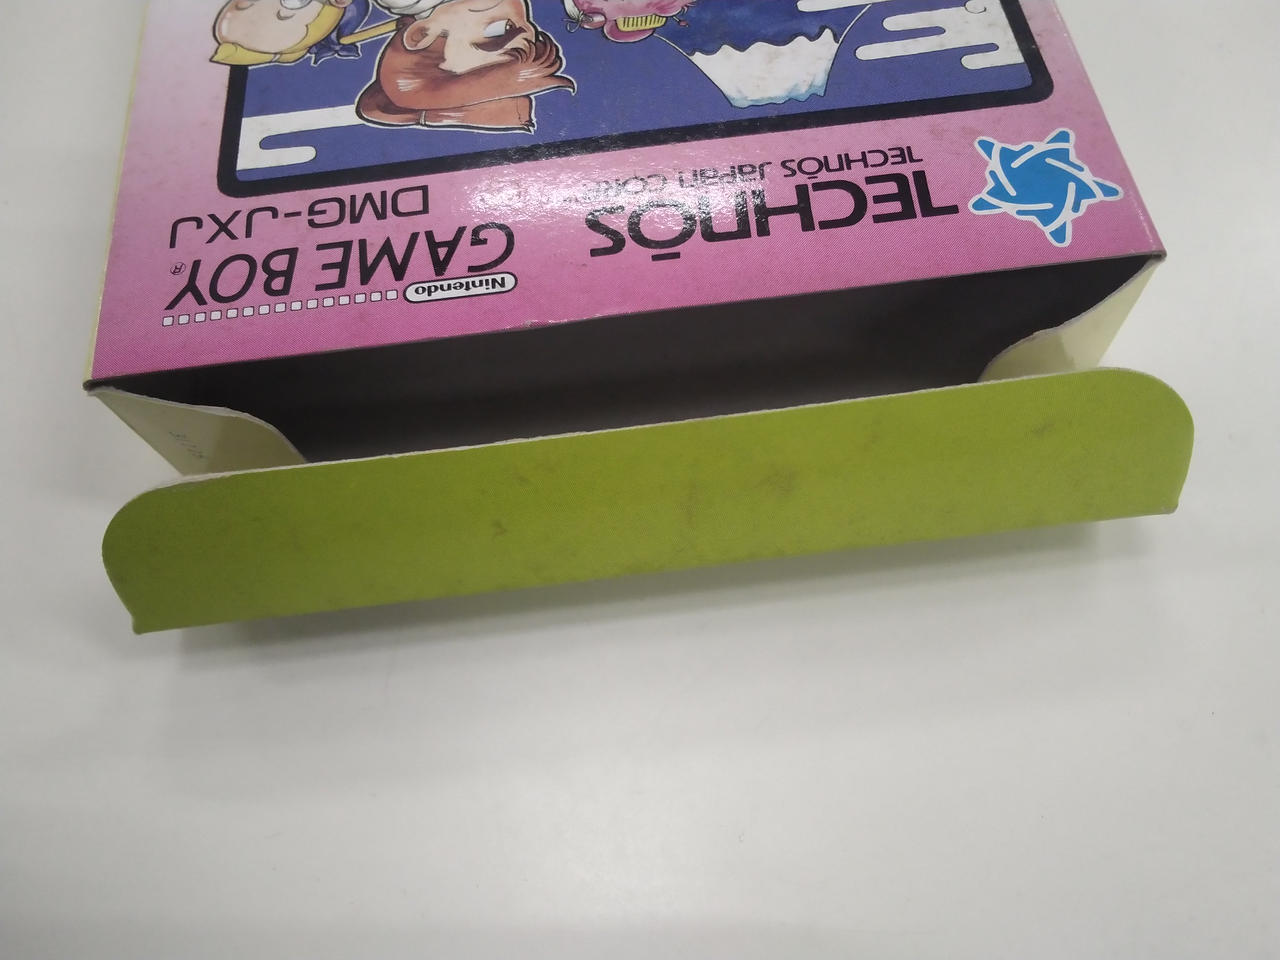 Nintendo
GAME BOY®
DMG-JXJ
TECHNŌS
TECHNŌS JAPAN CORP.